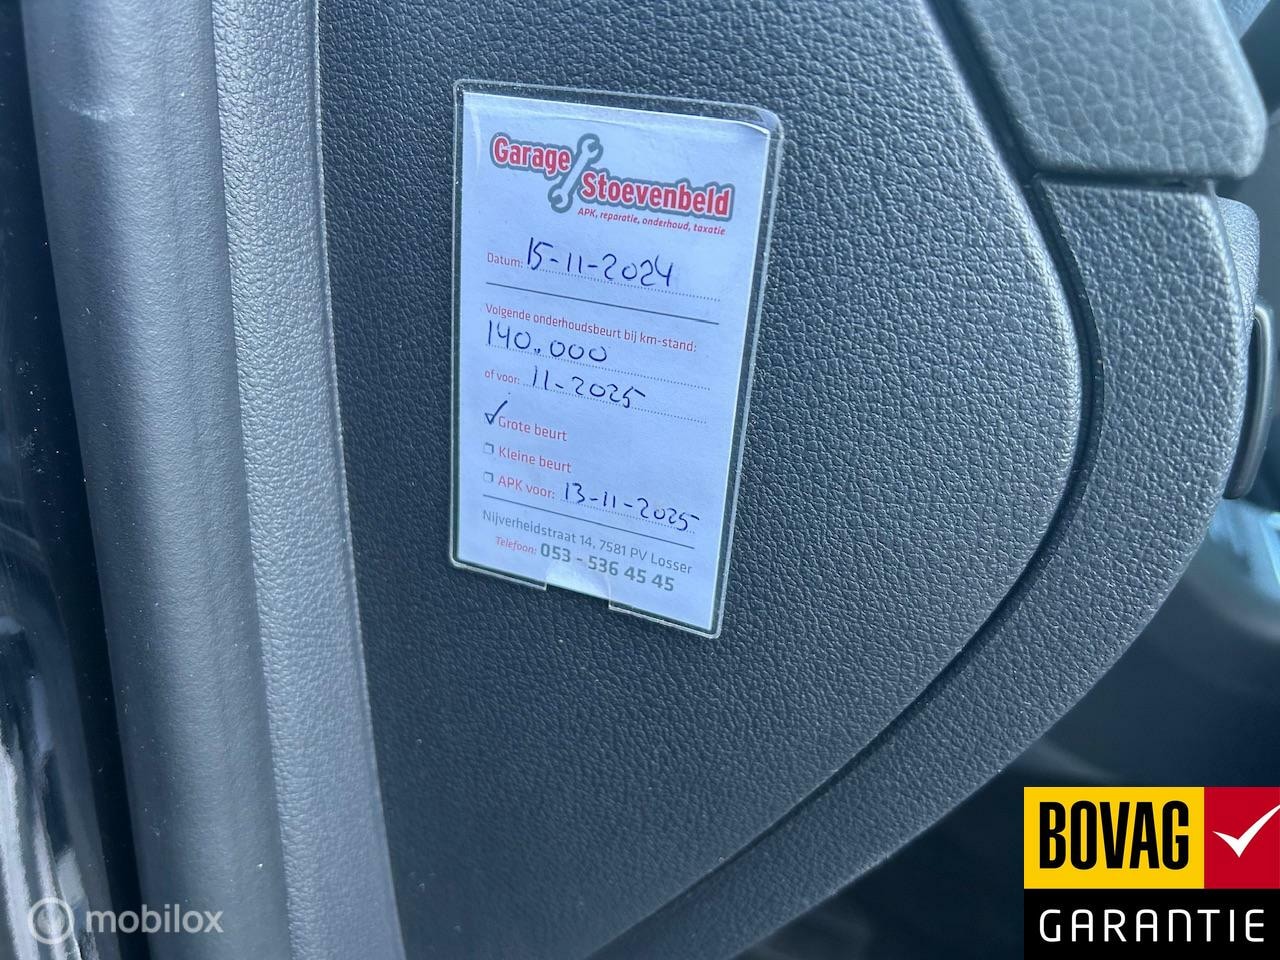 Garage
Stoevenbeld
APK, reparatie, onderhoud, taxatie
Datum: 15-11-2024
Volgende onderhoudsbeurt bij km-stand:
140.000
of voor: 11-2025
Grote beurt
Kleine beurt
APK voor: 13-11-2025
Nijverheidstraat 14, 7581 PV Losser
Telefoon: 053 - 536 45 45
BOVAG
GARANTIE
mobilox